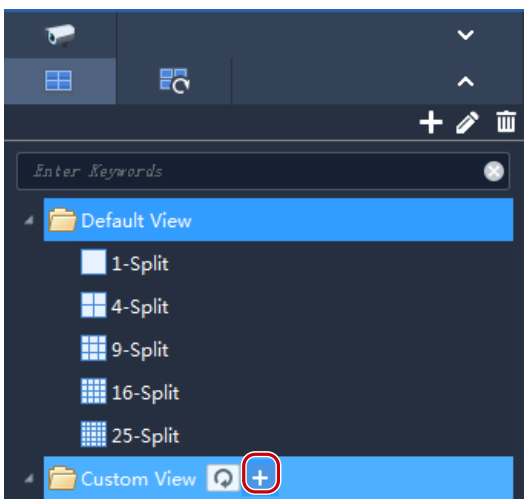 Enter Keywords
Default View
1-Split
4-Split
9-Split
16-Split
25-Split
Custom View